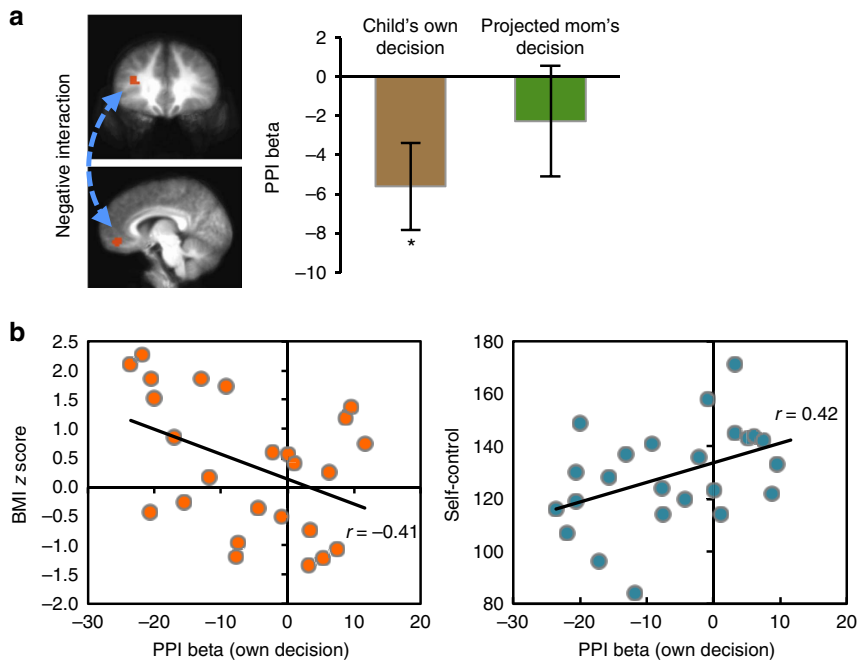 a
Negative interaction
Child's own
decision
Projected mom's
decision
PPI beta
2
0
–2
–4
–6
–8
–10
*
b
BMI z score
2.5
2.0
1.5
1.0
0.5
0.0
–0.5
–1.0
–1.5
–2.0
r = –0.41
–30
–20
–10
0
10
20
PPI beta (own decision)
Self-control
180
160
140
120
100
80
r = 0.42
–30
–20
–10
0
10
20
PPI beta (own decision)